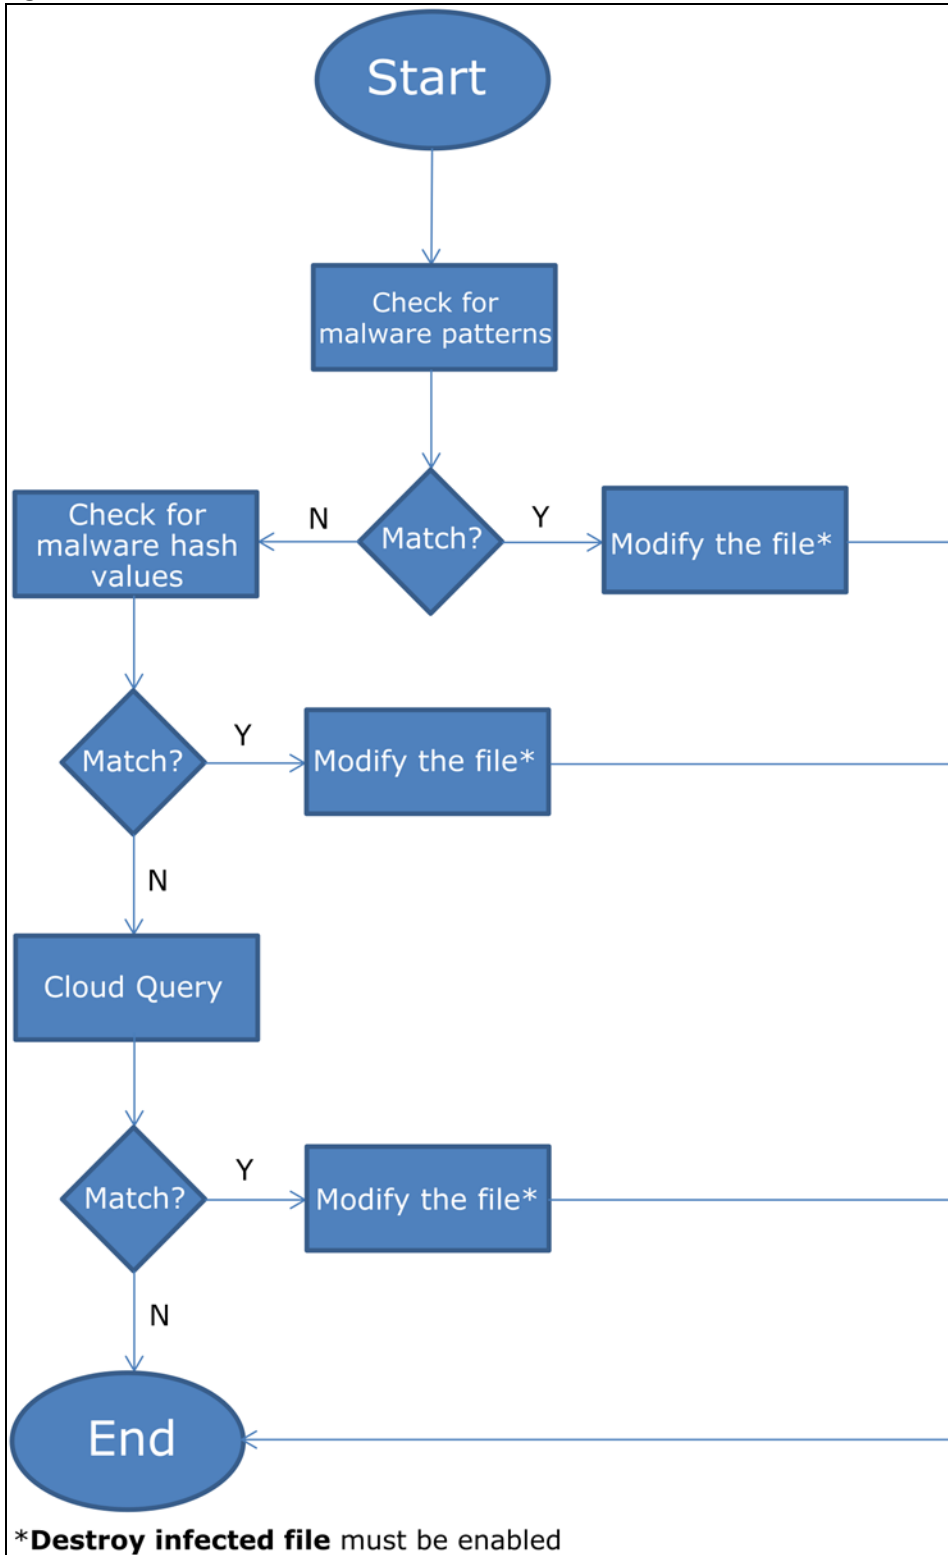 Start
Check for
malware patterns
Match?
N
Y
Check for
malware hash
values
Modify the file*
Match?
Y
Modify the file*
N
Cloud Query
Match?
Y
Modify the file*
N
End
*Destroy infected file must be enabled